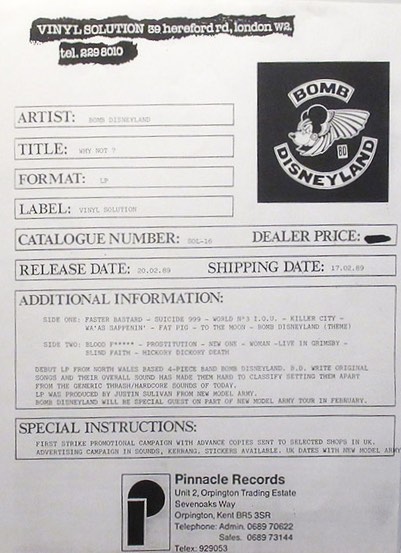 VINYL SOLUTION 39 hereford rd, london W2.
tel. 229 8010
BOMB
BD
DISNEYLAND
ARTIST: BOMB DISNEYLAND
TITLE: WHY NOT ?
FORMAT: LP
LABEL: VINYL SOLUTION
CATALOGUE NUMBER: SOL-16 DEALER PRICE:
RELEASE DATE: 20.02.89 SHIPPING DATE: 17.02.89
ADDITIONAL INFORMATION:
SIDE ONE: FASTER BASTARD - SUICIDE 999 - WORLD Nº3 I.O.U. - KILLER CITY -
WA'AS SAPPENIN' - FAT PIG - TO THE MOON - BOMB DISNEYLAND (THEME)
SIDE TWO: BLOOD F***** - PROSTITUTION - NEW ONE - WOMAN -LIVE IN GRIMSBY -
BLIND FAITH - HICKORY DICKORY DEATH
DEBUT LP FROM NORTH WALES BASED 4-PIECE BAND BOMB DISNEYLAND. B.D. WRITE ORIGINAL
SONGS AND THEIR OVERALL SOUND HAS MADE THEM HARD TO CLASSIFY SETTING THEM APART
FROM THE GENERIC THRASH/HARDCORE SOUNDS OF TODAY.
LP WAS PRODUCED BY JUSTIN SULIVAN FROM NEW MODEL ARMY.
BOMB DISNEYLAND WILL BE SPECIAL GUEST ON PART OF NEW MODEL ARMY TOUR IN FEBRUARY.
SPECIAL INSTRUCTIONS:
FIRST STRIKE PROMOTIONAL CAMPAIGN WITH ADVANCE COPIES SENT TO SELECTED SHOPS IN UK.
ADVERTISING CAMPAIGN IN SOUNDS, KERRANG. STICKERS AVAILABLE. UK DATES WITH NEW MODEL ARMY
Pinnacle Records
Unit 2, Orpington Trading Estate
Sevenoaks Way
Orpington, Kent BR5 3SR
Telephone: Admin. 0689 70622
Sales. 0689 73144
Telex: 929053